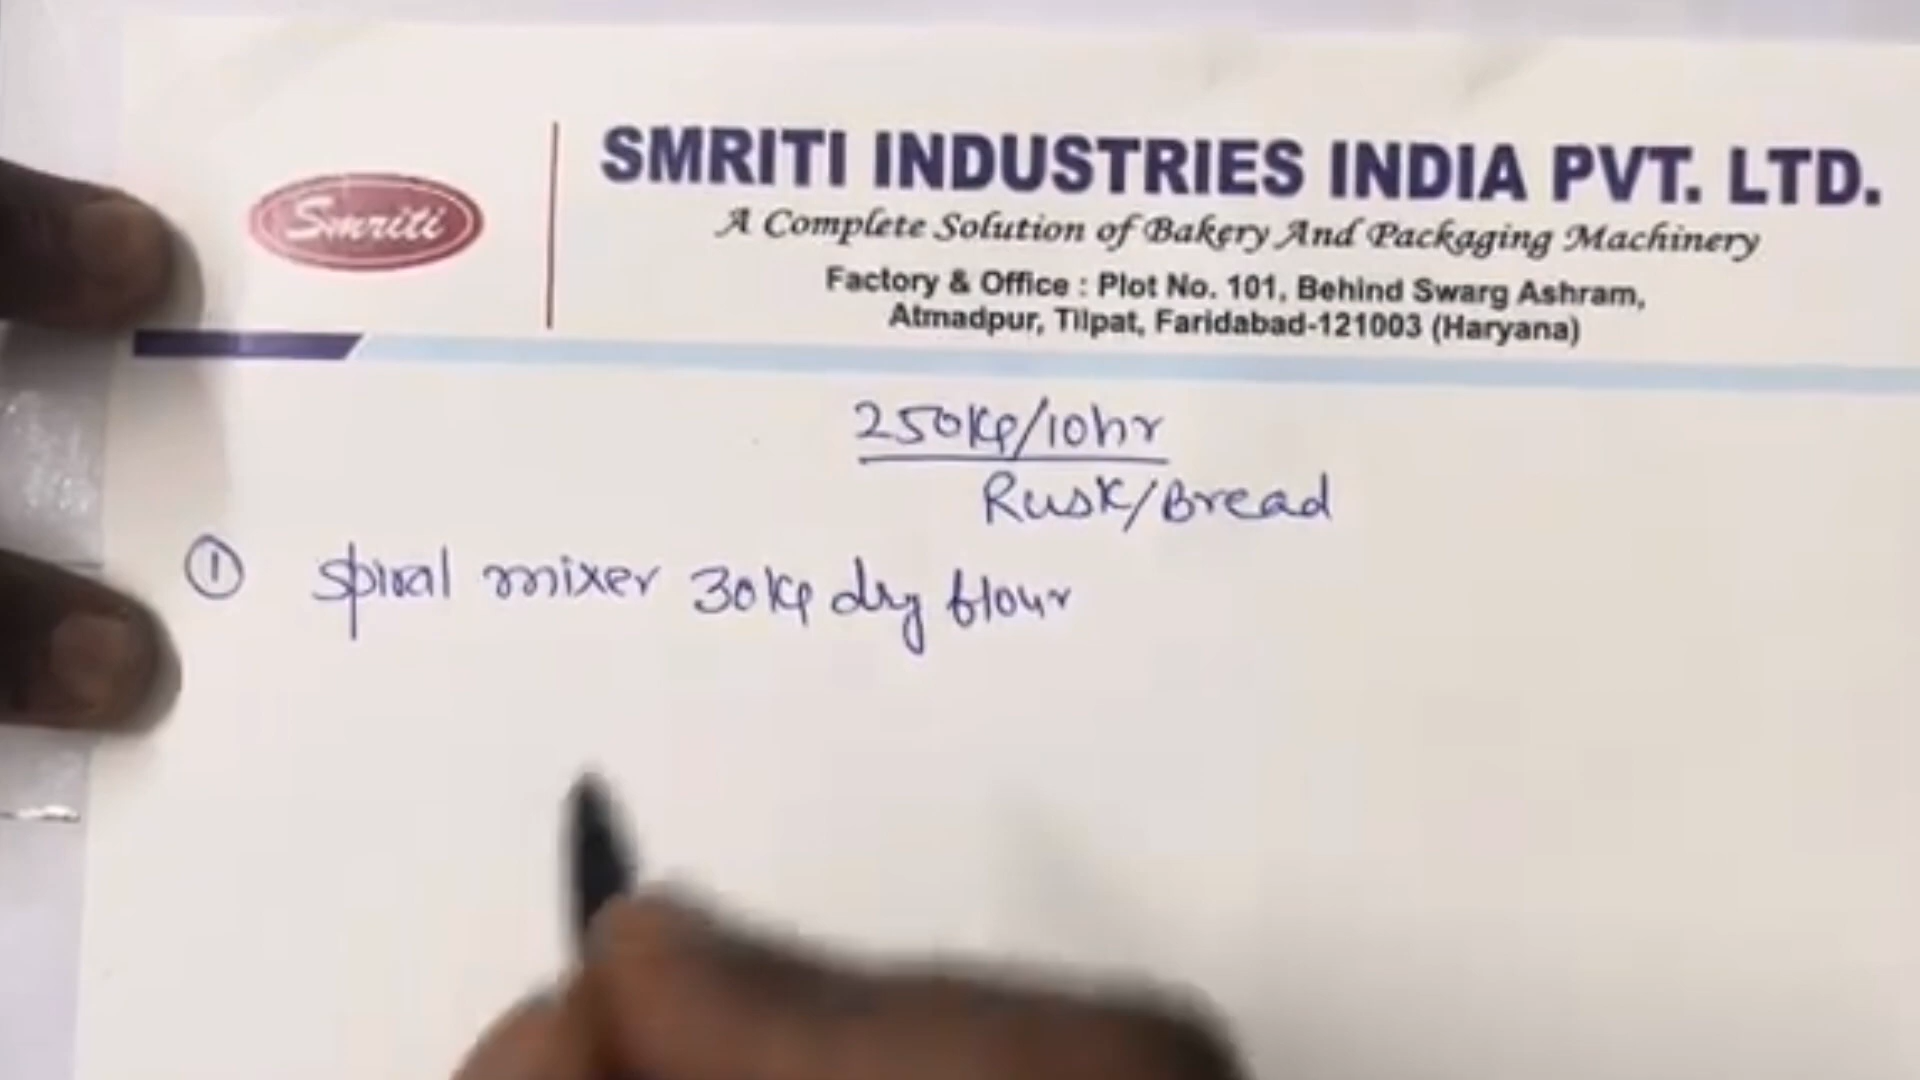 Smriti
SMRITI INDUSTRIES INDIA PVT. LTD.
A Complete Solution of Bakery And Packaging Machinery
Factory & Office : Plot No. 101, Behind Swarg Ashram,
Atmadpur, Tilpat, Faridabad-121003 (Haryana)
250Kg/10hr
Rusk/Bread
① Spiral mixer 30Kg dry flour